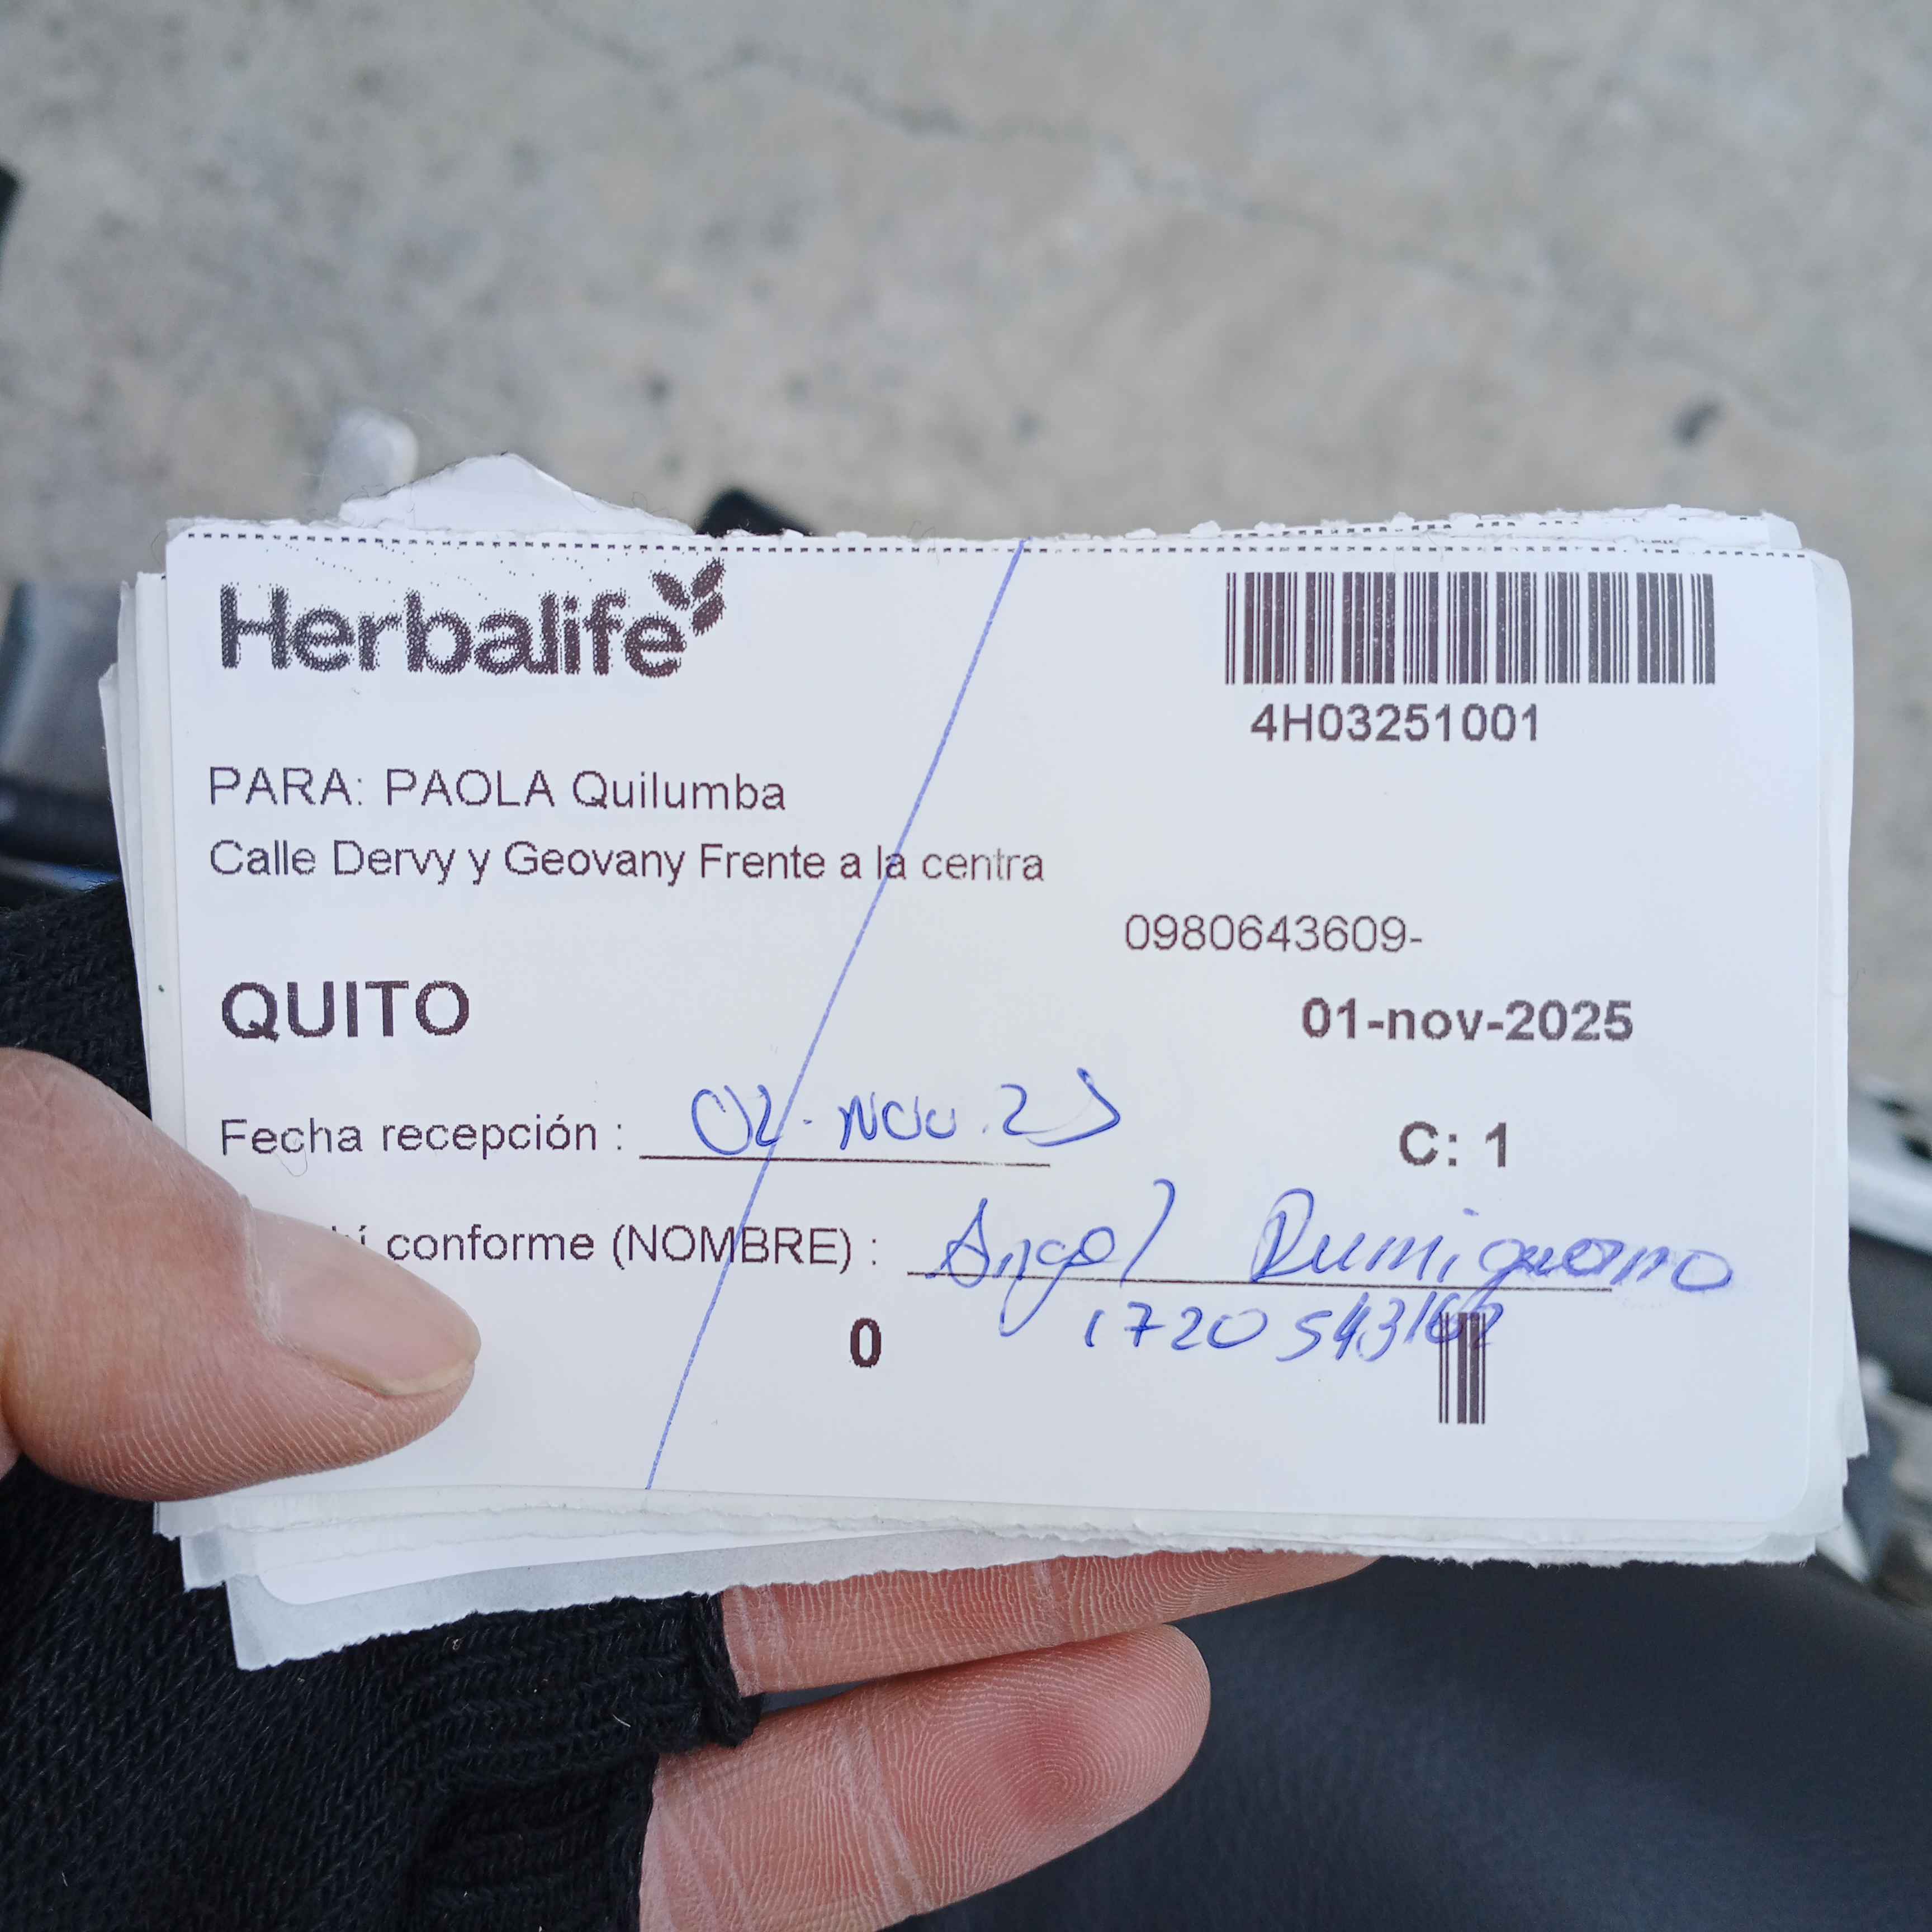 Herbalife
4H03251001
PARA: PAOLA Quilumba
Calle Dervy y Geovany Frente a la centra
0980643609-
QUITO
01-nov-2025
Fecha recepción : 02-Nov.25
C: 1
conforme (NOMBRE) : Angel
0